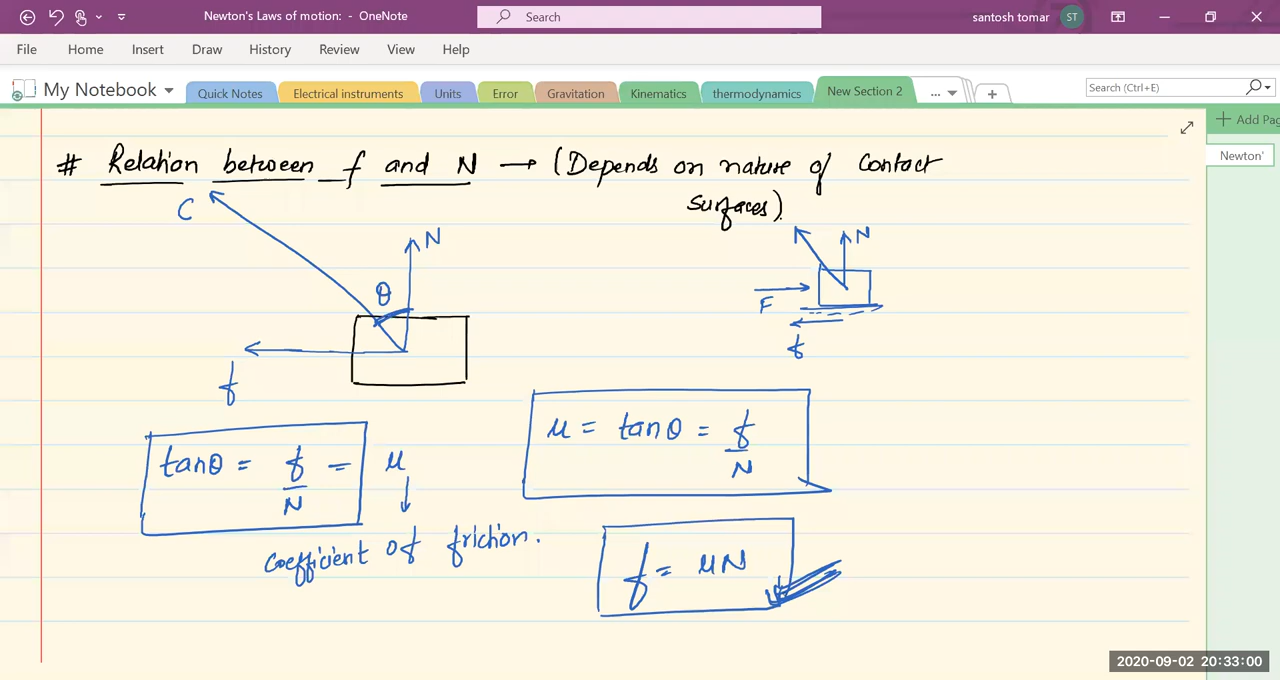 Newton's Laws of motion: - OneNote
Search
santosh tomar
ST
File Home Insert Draw History Review View Help
My Notebook
Quick Notes
Electrical instruments
Units
Error
Gravitation
Kinematics
thermodynamics
New Section 2
...
Search (Ctrl+E)
Add Pag
Newton'
# Relation between f and N → (Depends on nature of contact
surfaces).
C
N
θ
f
N
F
f
tanθ = f/N = μ
coefficient of friction.
μ = tanθ = f/N
f = μN
2020-09-02 20:33:00